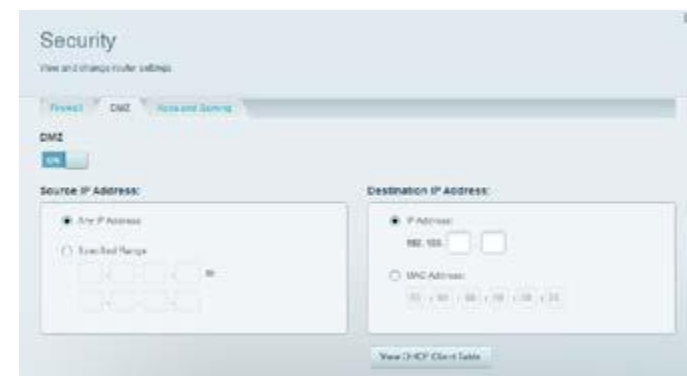 Security
View and change router settings
Firewall DMZ Apps and Gaming
DMZ
ON
Source IP Address:
Destination IP Address:
Any IP Address
IP Address:
192. 168.
Specified Range
to
MAC Address:
View DHCP Client Table